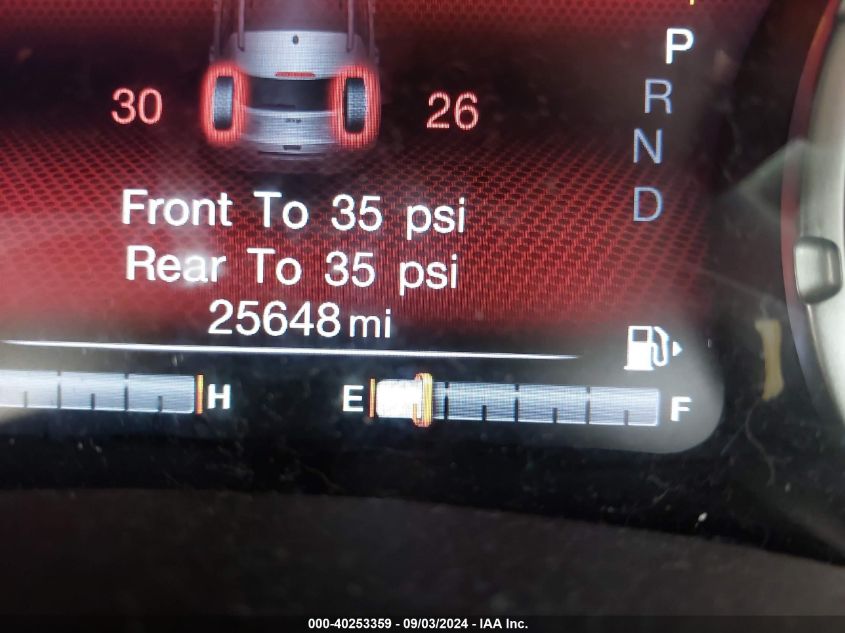 P
30 26 R
N
Front To 35 psi D
Rear To 35 psi
25648 mi
H E F
000-40253359 - 09/03/2024 - IAA Inc.